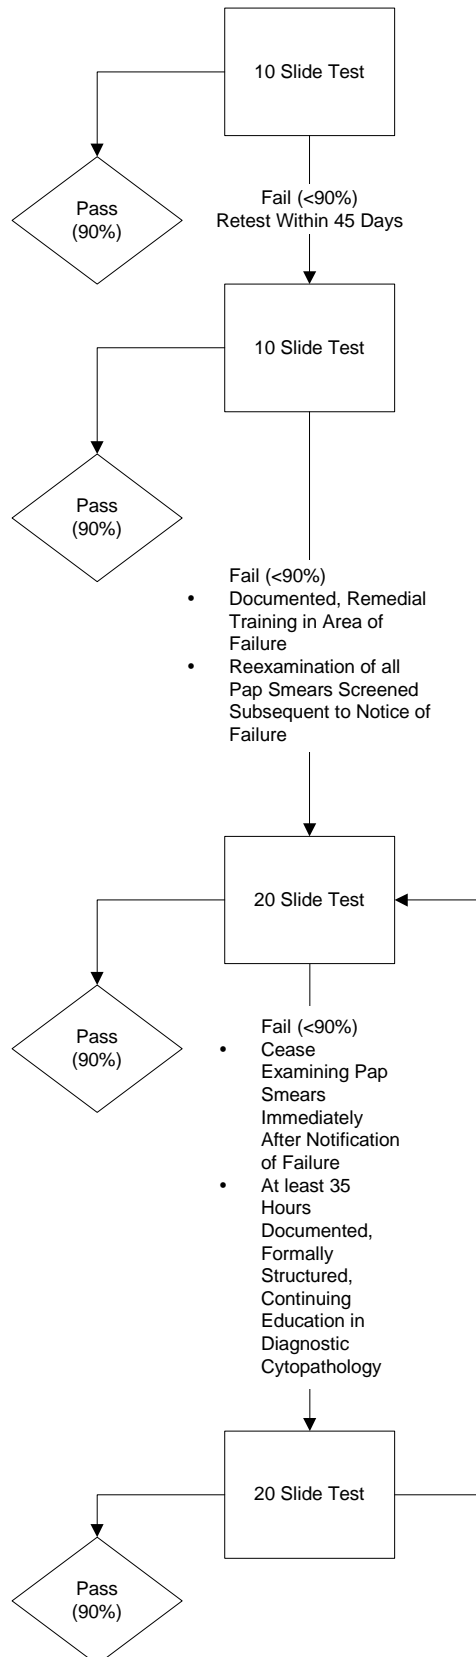 10 Slide Test
Pass
(90%)
Fail (<90%)
Retest Within 45 Days
10 Slide Test
Pass
(90%)
Fail (<90%)
• Documented, Remedial
Training in Area of
Failure
• Reexamination of all
Pap Smears Screened
Subsequent to Notice of
Failure
20 Slide Test
Pass
(90%)
Fail (<90%)
• Cease
Examining Pap
Smears
Immediately
After Notification
of Failure
• At least 35
Hours
Documented,
Formally
Structured,
Continuing
Education in
Diagnostic
Cytopathology
20 Slide Test
Pass
(90%)